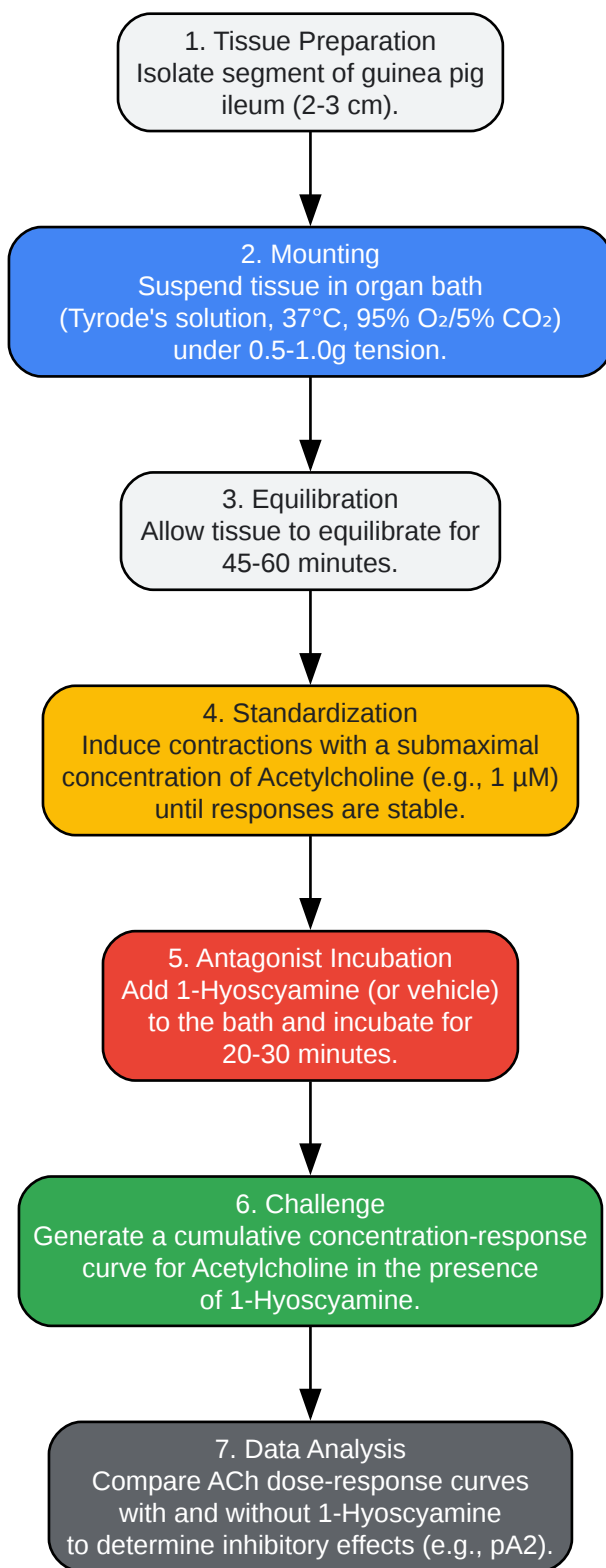 1. Tissue Preparation
Isolate segment of guinea pig
ileum (2-3 cm).
2. Mounting
Suspend tissue in organ bath
(Tyrode's solution, 37°C, 95% O₂/5% CO₂)
under 0.5-1.0g tension.
3. Equilibration
Allow tissue to equilibrate for
45-60 minutes.
4. Standardization
Induce contractions with a submaximal
concentration of Acetylcholine (e.g., 1 µM)
until responses are stable.
5. Antagonist Incubation
Add 1-Hyoscyamine (or vehicle)
to the bath and incubate for
20-30 minutes.
6. Challenge
Generate a cumulative concentration-response
curve for Acetylcholine in the presence
of 1-Hyoscyamine.
7. Data Analysis
Compare ACh dose-response curves
with and without 1-Hyoscyamine
to determine inhibitory effects (e.g., pA2).